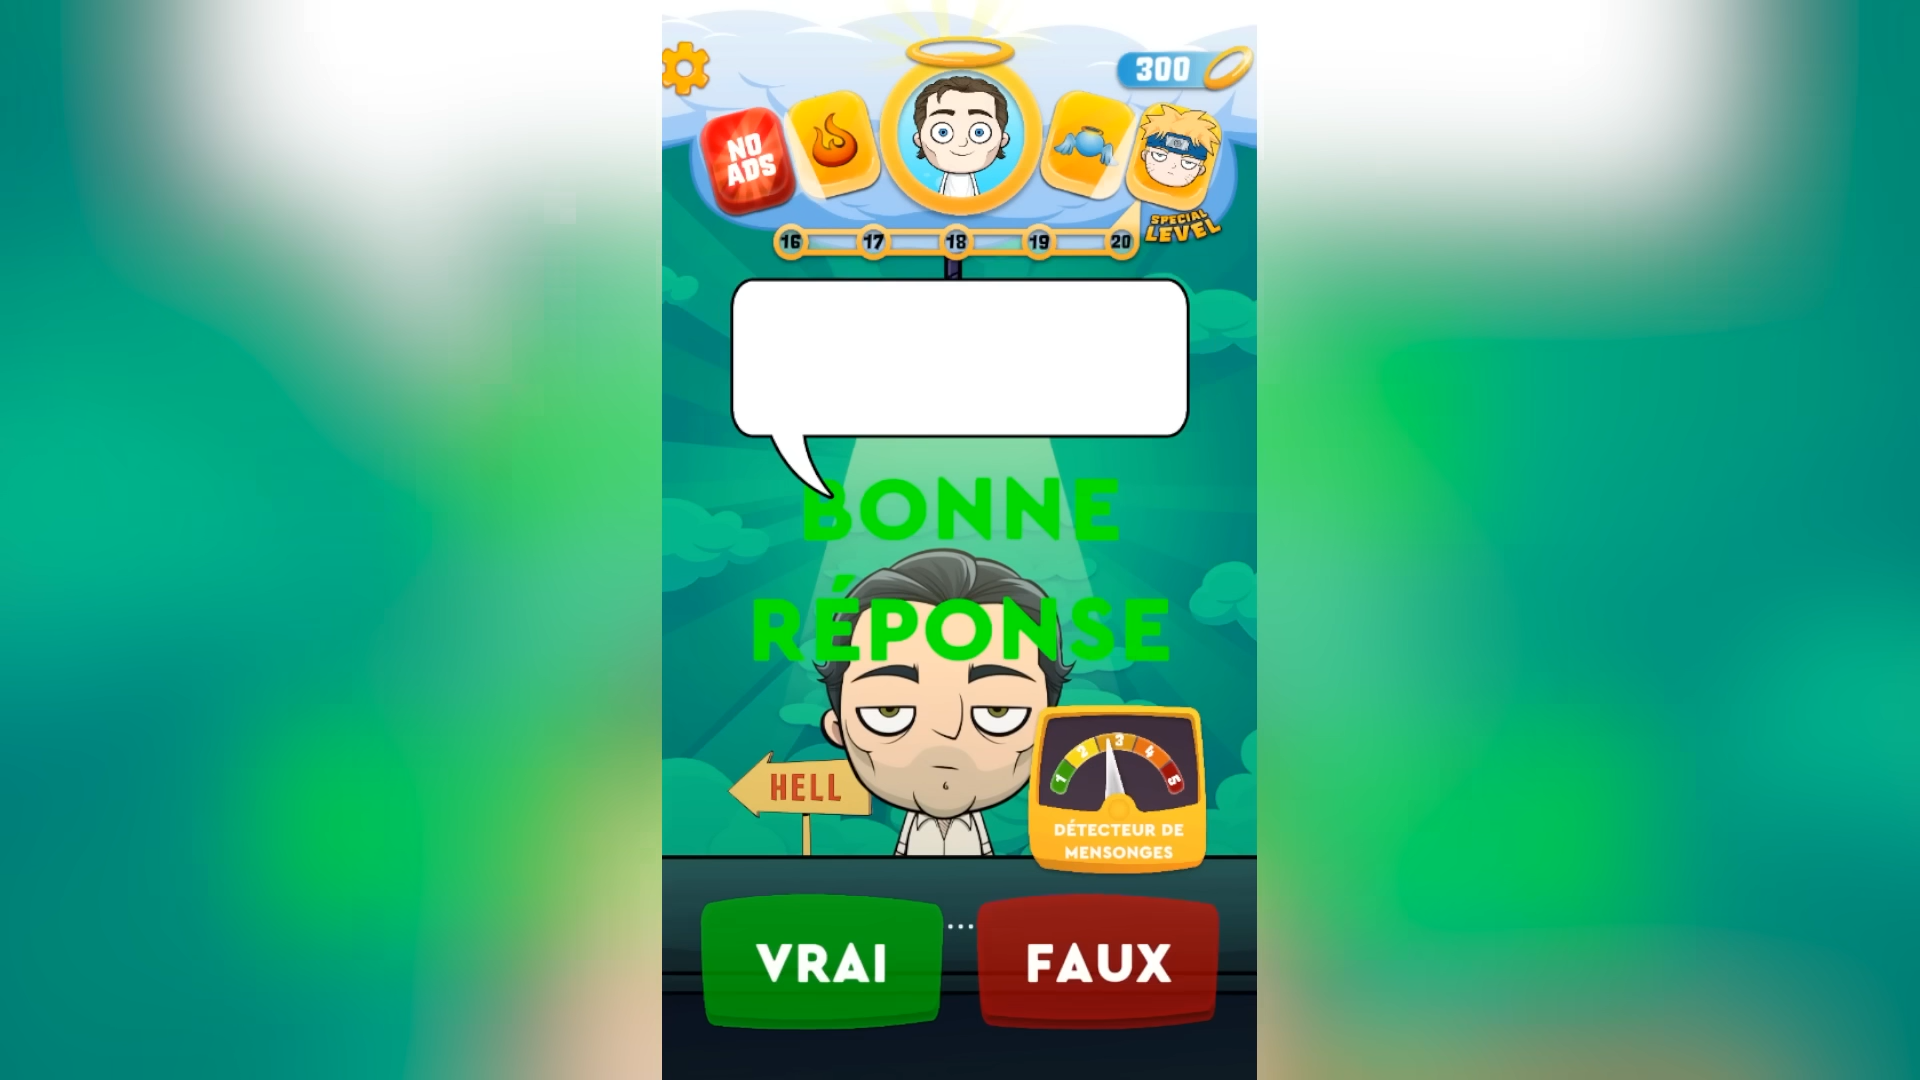 300
NO
ADS
SPECIAL
LEVEL
16 17 18 19 20
BONNE
RÉPONSE
HELL
1 2 3 4 5
DÉTECTEUR DE
MENSONGES
...
VRAI
FAUX